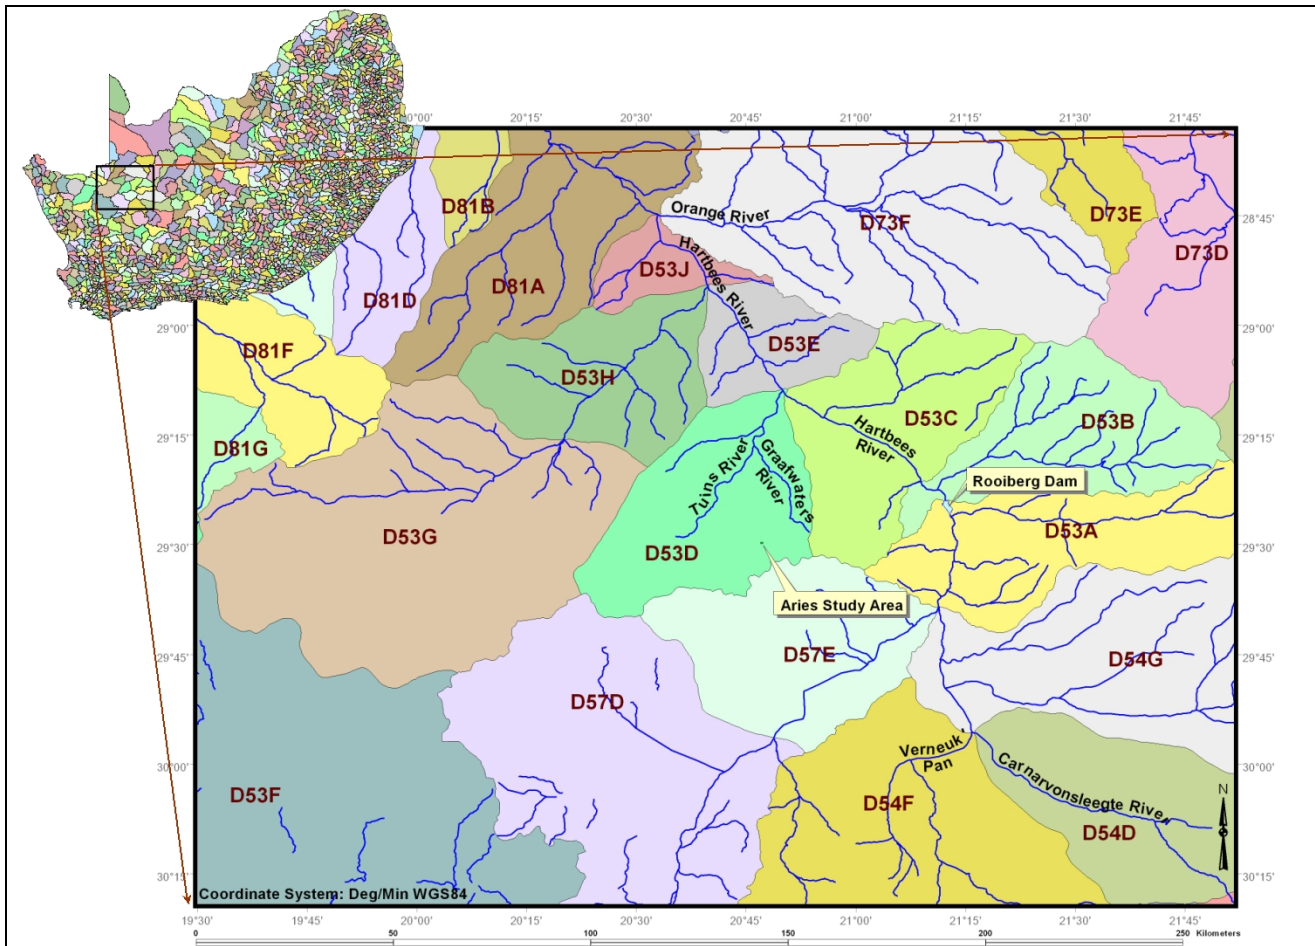 20°00'
20°15'
20°30'
20°45'
21°00'
21°15'
21°30'
21°45'
D81B
Orange River
D73F
D73E
28°45'
28°45'
D73D
Hartbees River
D53J
D81D
D81A
29°00'
29°00'
D81F
D53E
D53H
D53C
D53B
Hartbees
River
29°15'
29°15'
D81G
Tuins River
Graafwaters
River
Rooiberg Dam
D53G
D53D
D53A
29°30'
29°30'
Aries Study Area
D57E
D54G
29°45'
29°45'
D57D
Verneuk
Pan
Carnarvonsleegte River
30°00'
30°00'
D53F
D54F
D54D
N
30°15'
30°15'
Coordinate System: Deg/Min WGS84
19°30'
19°45'
20°00'
20°15'
20°30'
20°45'
21°00'
21°15'
21°30'
21°45'
0
50
100
150
200
250 Kilometers